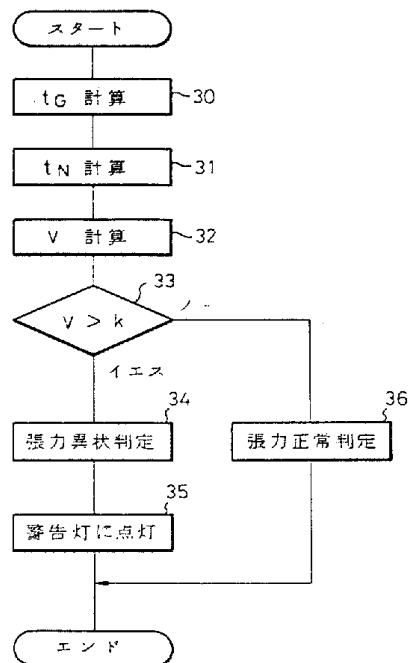 スタート
tG 計算
30
tN 計算
31
V 計算
32
33
V > k
ノー
イエス
34
張力異状判定
36
張力正常判定
35
警告灯に点灯
エンド